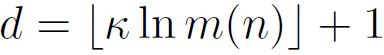 d = ⌊κ ln m(n)⌋ + 1